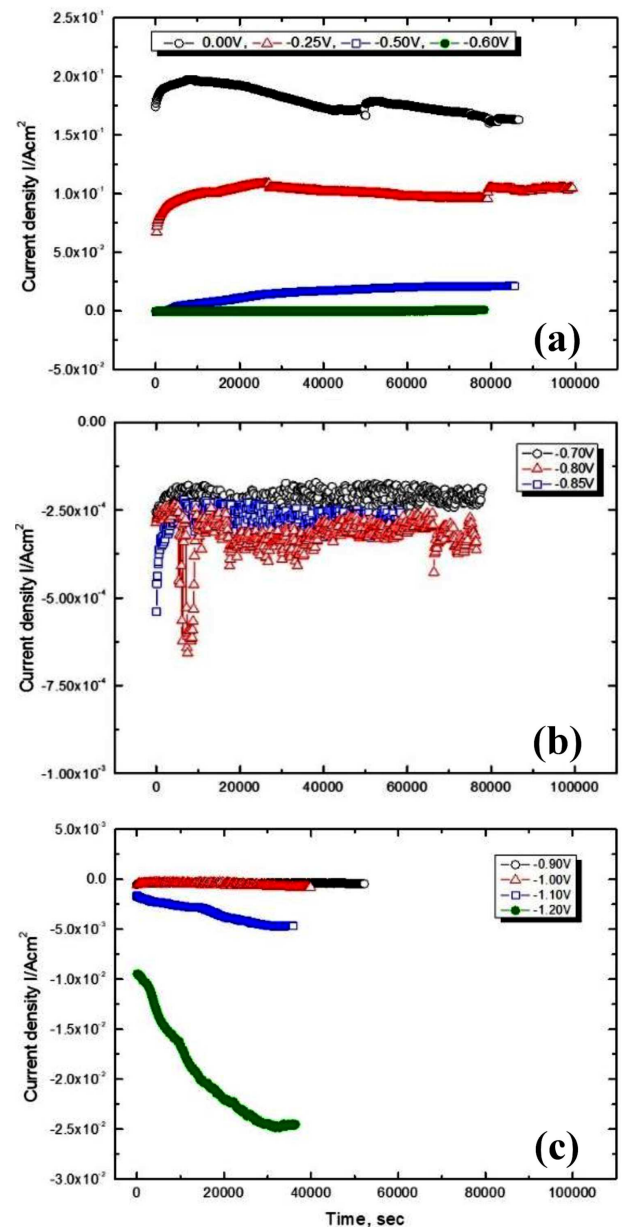 2.5x10⁻¹
0.00V, -0.25V, -0.50V, -0.60V
2.0x10⁻¹
1.5x10⁻¹
1.0x10⁻¹
5.0x10⁻²
0.0
-5.0x10⁻²
Current density I/Acm²
(a)
0 20000 40000 60000 80000 100000
0.00
-0.70V
-0.80V
-0.85V
-2.50x10⁻⁴
-5.00x10⁻⁴
-7.50x10⁻⁴
-1.00x10⁻³
Current density I/Acm²
(b)
0 20000 40000 60000 80000 100000
5.0x10⁻³
0.0
-0.90V
-1.00V
-1.10V
-1.20V
-5.0x10⁻³
-1.0x10⁻²
-1.5x10⁻²
-2.0x10⁻²
-2.5x10⁻²
-3.0x10⁻²
Current density I/Acm²
(c)
0 20000 40000 60000 80000 100000
Time, sec